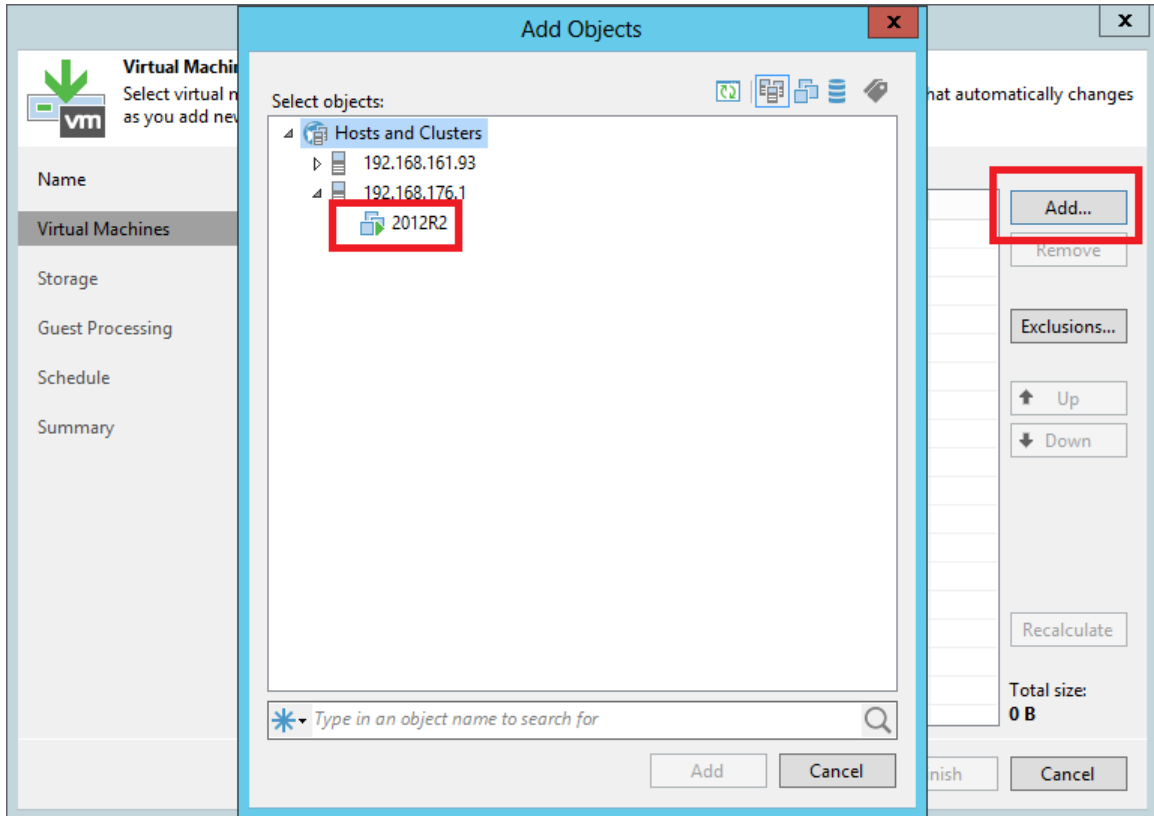 Add Objects
x
x
Virtual Machin
Select virtual n
as you add nev
hat automatically changes
vm
Name
Virtual Machines
Storage
Guest Processing
Schedule
Summary
Select objects:
Hosts and Clusters
192.168.161.93
192.168.176.1
2012R2
Type in an object name to search for
Add
Cancel
Add...
Remove
Exclusions...
Up
Down
Recalculate
Total size:
0 B
nish
Cancel